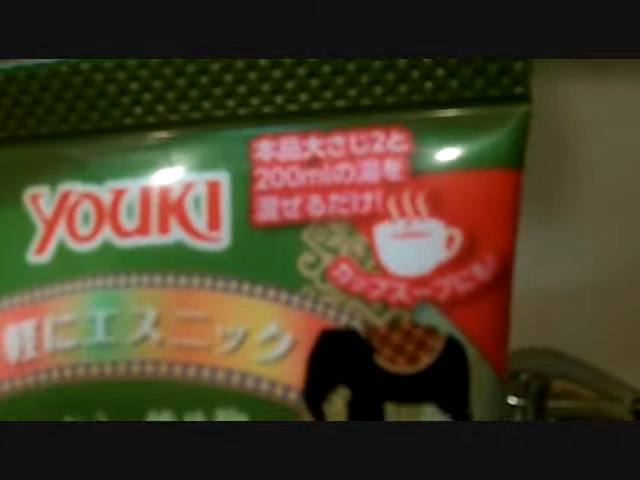 本品大さじ2と
200mlの湯を
混ぜるだけ!
YOUKI
カップスープにも!
軽にエスニック